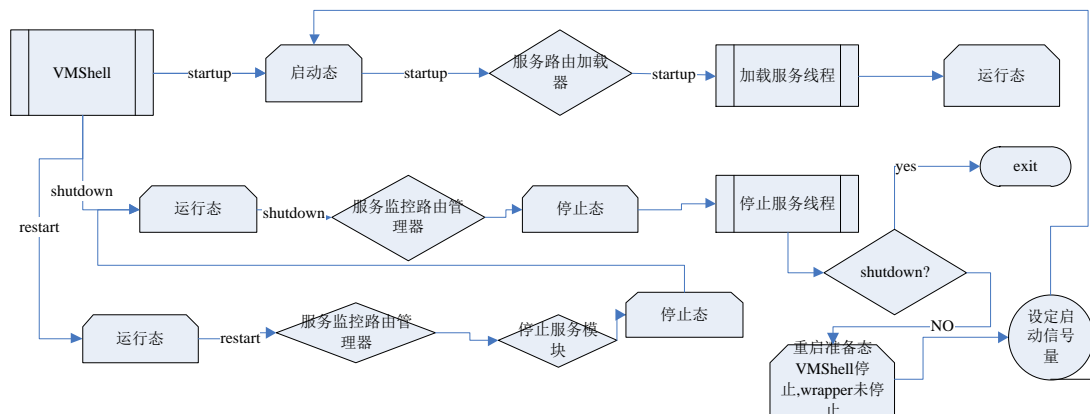 VMShell
startup
启动态
startup
服务路由加载
器
startup
加载服务线程
运行态
shutdown
运行态
shutdown
服务监控路由管
理器
停止态
停止服务线程
yes
exit
shutdown?
restart
运行态
restart
服务监控路由管
理器
停止服务模
块
停止态
NO
重启准备态
VMShell停
止,wrapper未停
止
设定启
动信号
量